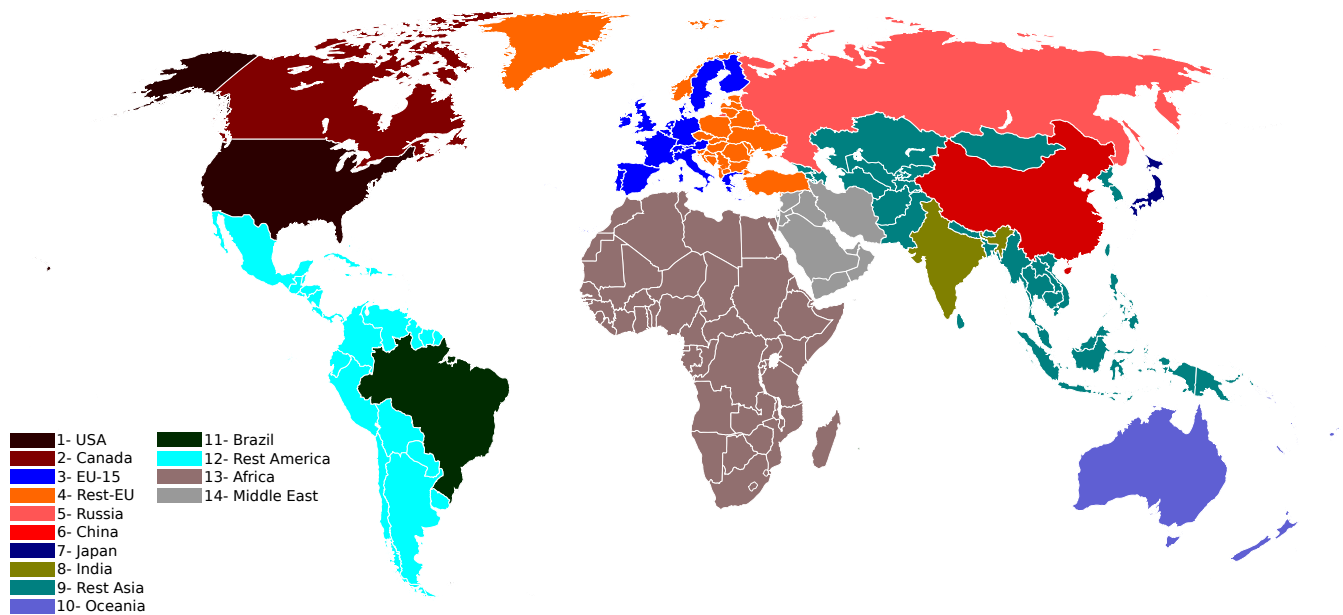 1- USA
2- Canada
3- EU-15
4- Rest-EU
5- Russia
6- China
7- Japan
8- India
9- Rest Asia
10- Oceania
11- Brazil
12- Rest America
13- Africa
14- Middle East